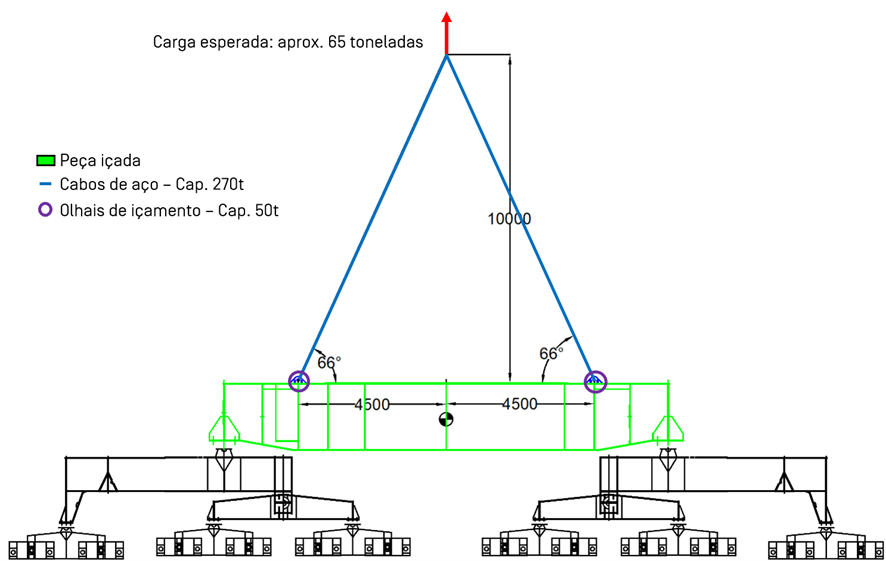 Carga esperada: aprox. 65 toneladas
Peça içada
Cabos de aço – Cap. 270t
Olhais de içamento – Cap. 50t
10000
66°
66°
4500
4500